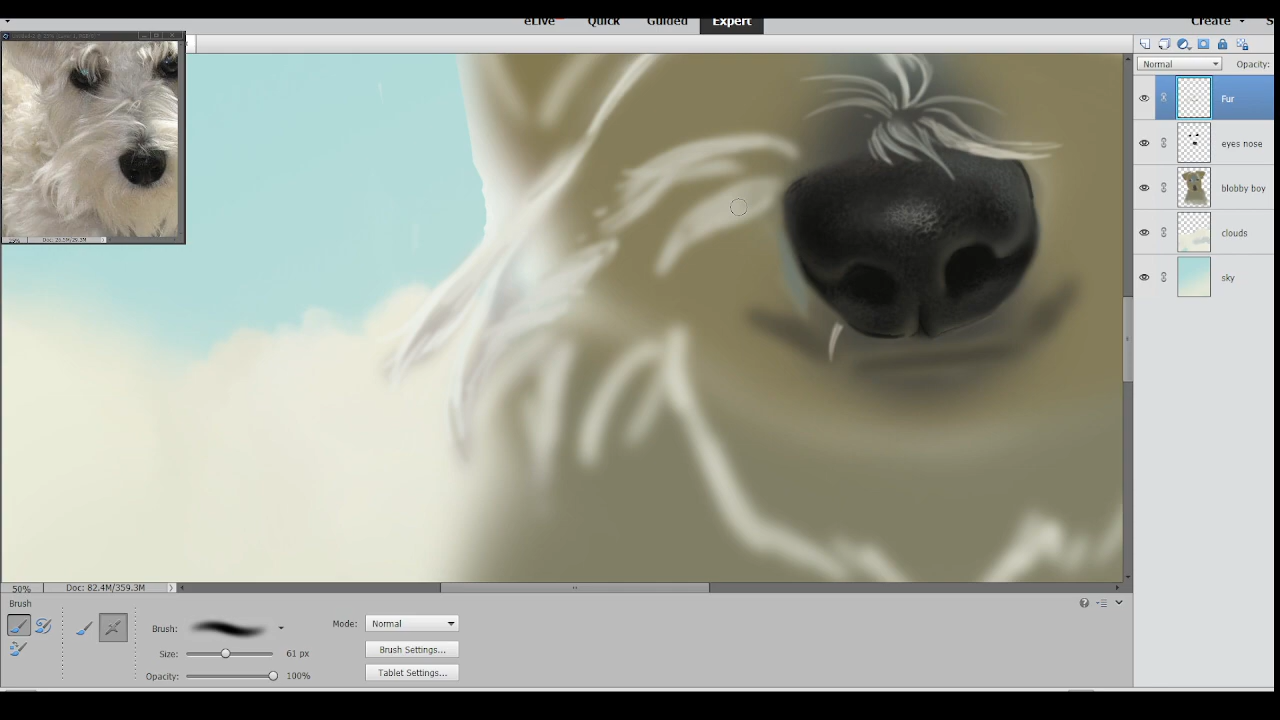 eLive Quick Guided Expert Create
Normal Opacity:
Fur
eyes nose
blobby boy
clouds
sky
50% Doc: 82.4M/359.3M
Brush
Brush: Mode: Normal
Size: 61 px Brush Settings...
Opacity: 100% Tablet Settings...